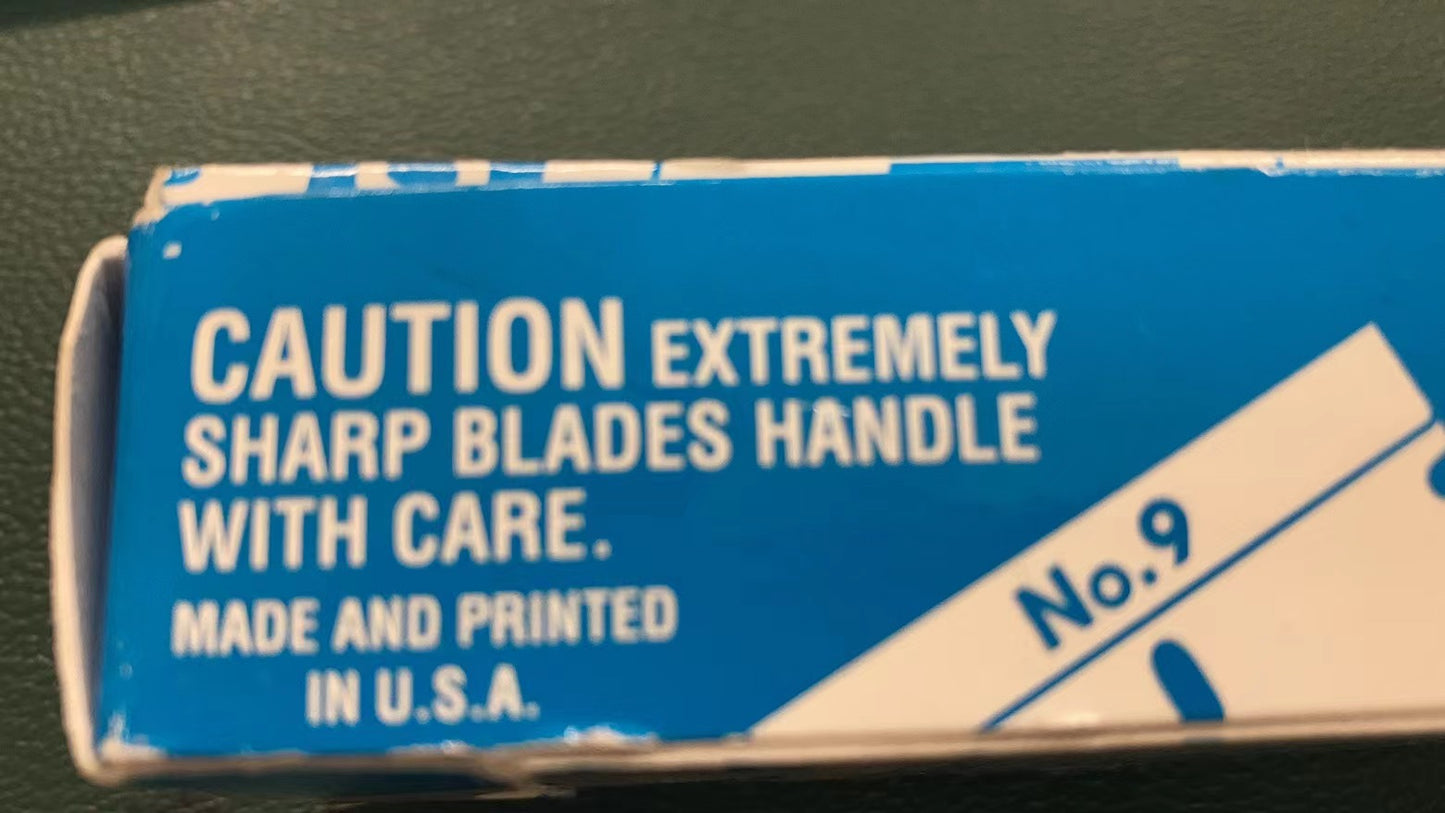 CAUTION EXTREMELY
SHARP BLADES HANDLE
WITH CARE.
MADE AND PRINTED
IN U.S.A.
No. 9